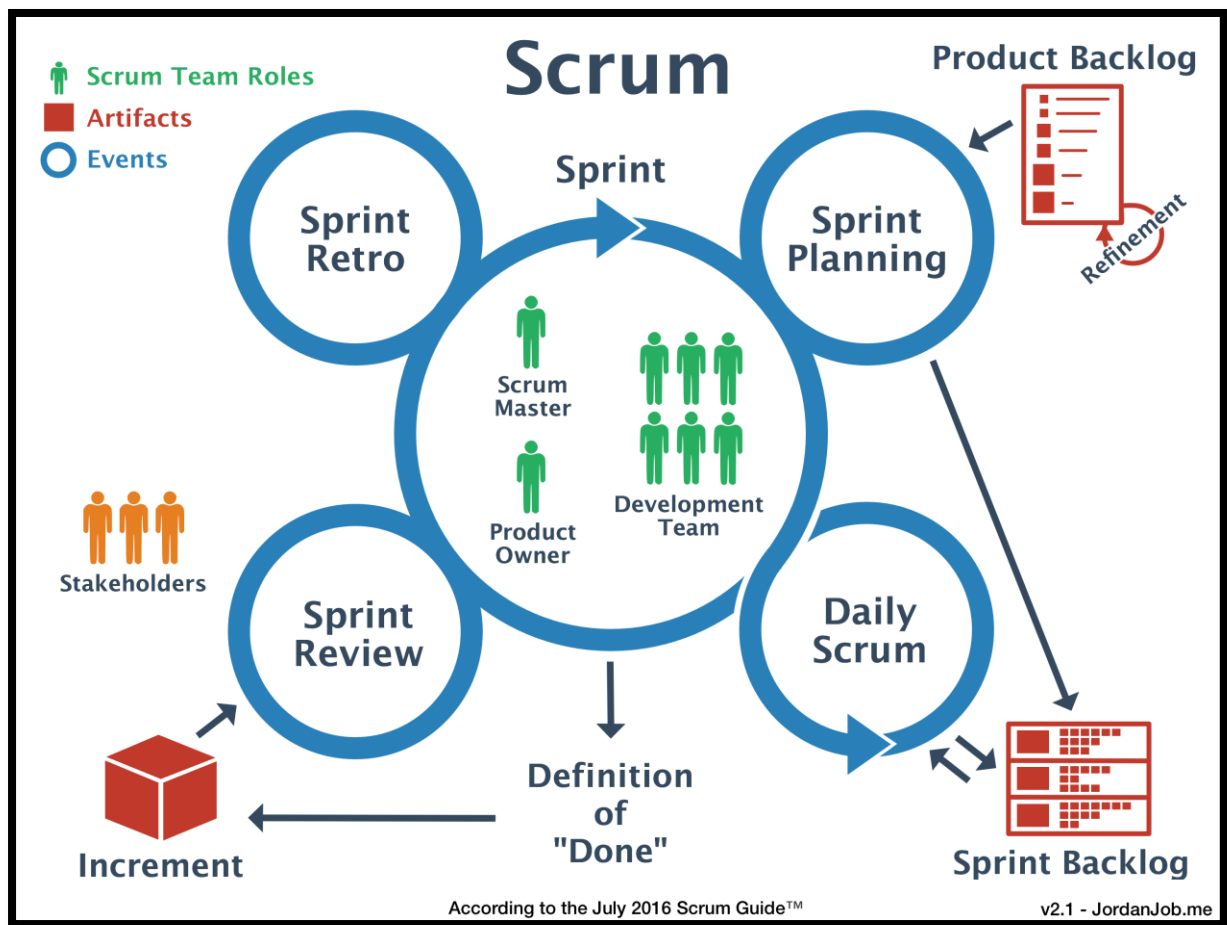 Scrum
Scrum Team Roles
Artifacts
Events
Product Backlog
Refinement
Sprint
Sprint
Retro
Sprint
Planning
Scrum
Master
Product
Owner
Development
Team
Stakeholders
Sprint
Review
Daily
Scrum
Increment
Definition
of
"Done"
Sprint Backlog
According to the July 2016 Scrum Guide™
v2.1 - JordanJob.me